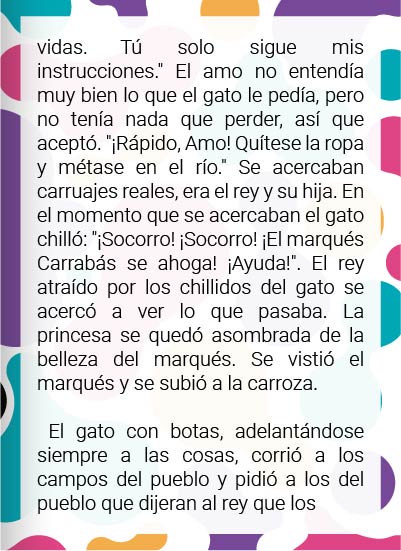 vidas. Tú solo sigue mis
instrucciones." El amo no entendía
muy bien lo que el gato le pedía, pero
no tenía nada que perder, así que
aceptó. "¡Rápido, Amo! Quítese la ropa
y métase en el río." Se acercaban
carruajes reales, era el rey y su hija. En
el momento que se acercaban el gato
chilló: "¡Socorro! ¡Socorro! ¡El marqués
Carrabás se ahoga! ¡Ayuda!". El rey
atraído por los chillidos del gato se
acercó a ver lo que pasaba. La
princesa se quedó asombrada de la
belleza del marqués. Se vistió el
marqués y se subió a la carroza.
El gato con botas, adelantándose
siempre a las cosas, corrió a los
campos del pueblo y pidió a los del
pueblo que dijeran al rey que los